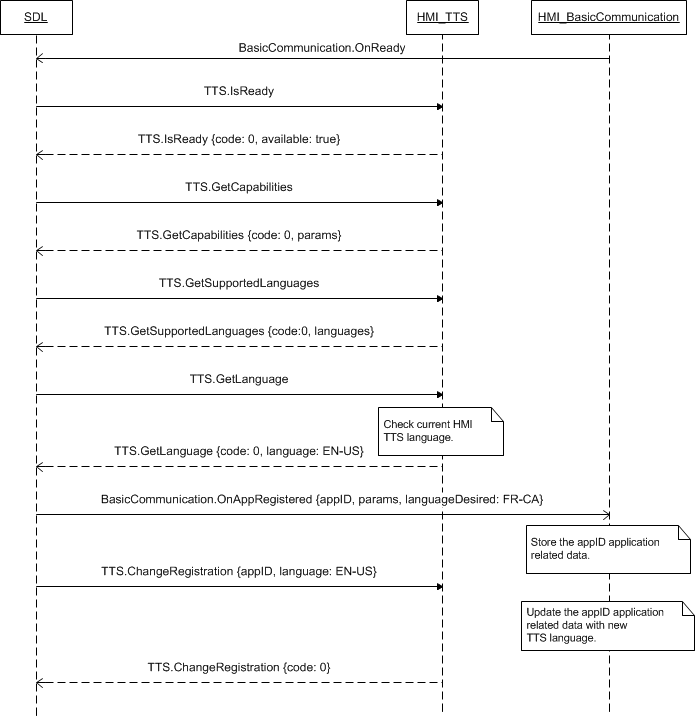 SDL
HMI_TTS
HMI_BasicCommunication
BasicCommunication.OnReady
TTS.IsReady
TTS.IsReady {code: 0, available: true}
TTS.GetCapabilities
TTS.GetCapabilities {code: 0, params}
TTS.GetSupportedLanguages
TTS.GetSupportedLanguages {code:0, languages}
TTS.GetLanguage
Check current HMI
TTS language.
TTS.GetLanguage {code: 0, language: EN-US}
BasicCommunication.OnAppRegistered {appID, params, languageDesired: FR-CA}
Store the appID application
related data.
TTS.ChangeRegistration {appID, language: EN-US}
Update the appID application
related data with new
TTS language.
TTS.ChangeRegistration {code: 0}